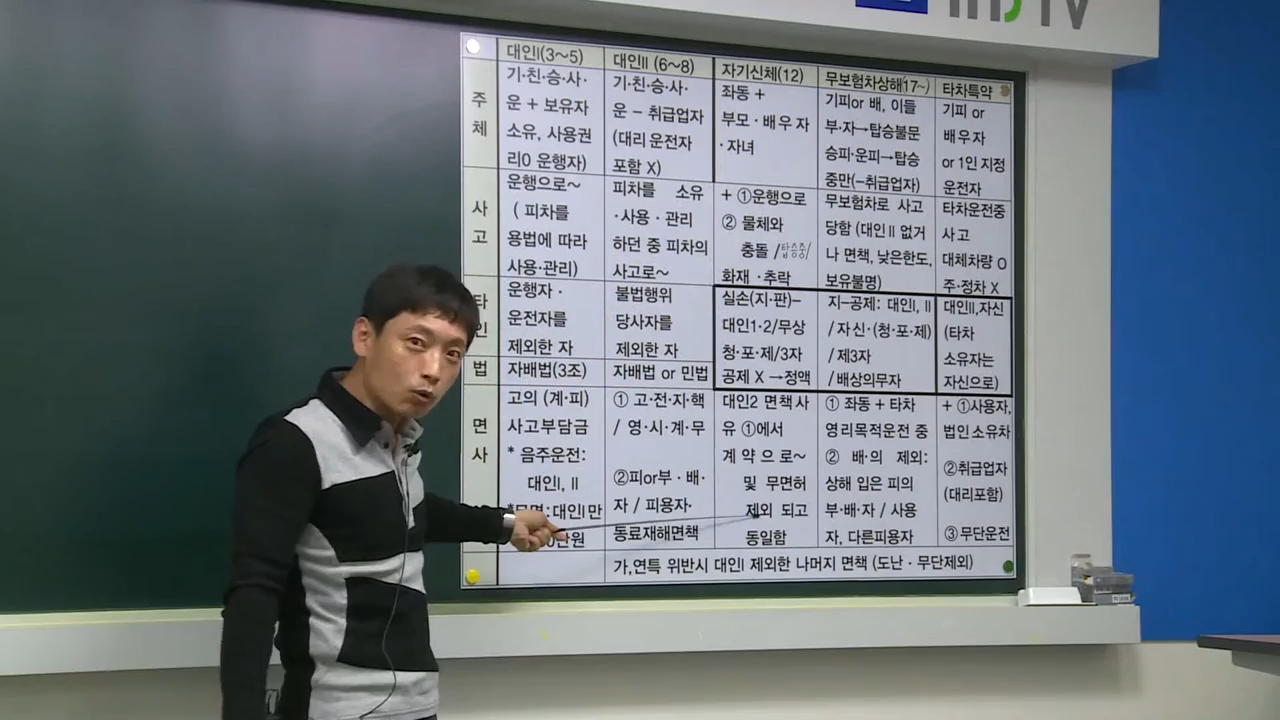 대인Ⅰ(3~5) 대인Ⅱ (6~8) 자기신체(12) 무보험차상해(17~) 타차특약
주체
기·친·승·사·
운 + 보유자
소유, 사용권
리O 운행자)
기·친·승·사·
운 – 취급업자
(대리 운전자
포함 X)
좌동 +
부모 · 배우자
· 자녀
기피or 배, 이들
부·자→탑승불문
승피·운피→탑승
중만(–취급업자)
기피 or
배우자
or 1인 지정
운전자
사고
운행으로~
( 피차를
용법에 따라
사용·관리)
피차를 소유
·사용 · 관리
하던 중 피차의
사고로~
+ ①운행으로
② 물체와
충돌 /탑승중/
화재 · 추락
무보험차로 사고
당함 (대인Ⅱ 없거
나 면책, 낮은한도,
보유불명)
타차운전중
사고
대체차량 O
주·정차 X
타인
운행자 ·
운전자를
제외한 자
불법행위
당사자를
제외한 자
실손(지·판)–
대인1·2/무상
청·포·제/3자
공제 X →정액
지–공제: 대인Ⅰ, Ⅱ
/ 자신·(청·포·제)
/ 제3자
/ 배상의무자
대인Ⅱ,자신
(타차
소유자는
자신으로)
법
자배법(3조)
자배법 or 민법
면사
고의 (계·피)
사고부담금
* 음주운전:
대인Ⅰ, Ⅱ
대인Ⅰ만
만원
① 고·전·지·핵
/ 영·시·계·무
②피or부 · 배·
자 / 피용자·
동료재해면책
대인2 면책사
유 ①에서
계약으로~
및 무면허
제외 되고
동일함
① 좌동 + 타차
영리목적운전 중
② 배·의 제외:
상해 입은 피의
부·배·자 / 사용
자, 다른피용자
+ ①사용자,
법인소유차
②취급업자
(대리포함)
③ 무단운전
가,연특 위반시 대인Ⅰ 제외한 나머지 면책 (도난 · 무단제외)